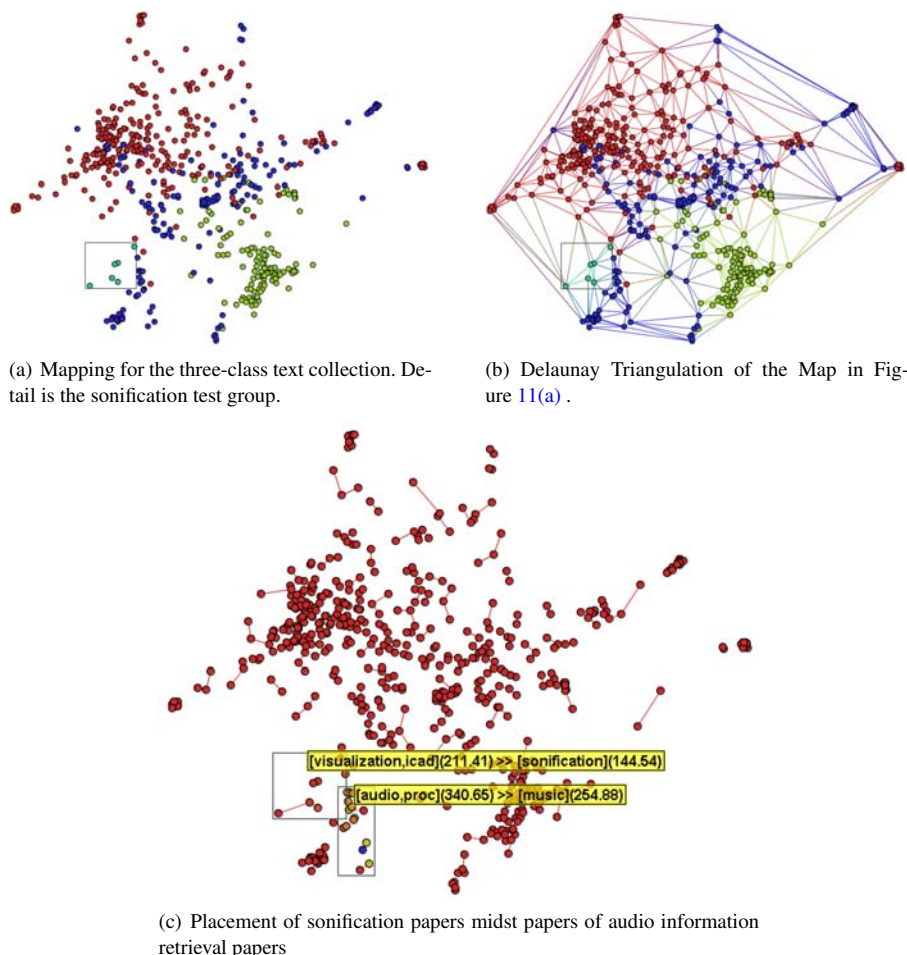 (a) Mapping for the three-class text collection. De-
tail is the sonification test group.
(b) Delaunay Triangulation of the Map in Fig-
ure 11(a) .
[visualization,icad](211.41) >> [sonification](144.54)
[audio,proc](340.65) >> [music](254.88)
(c) Placement of sonification papers midst papers of audio information
retrieval papers